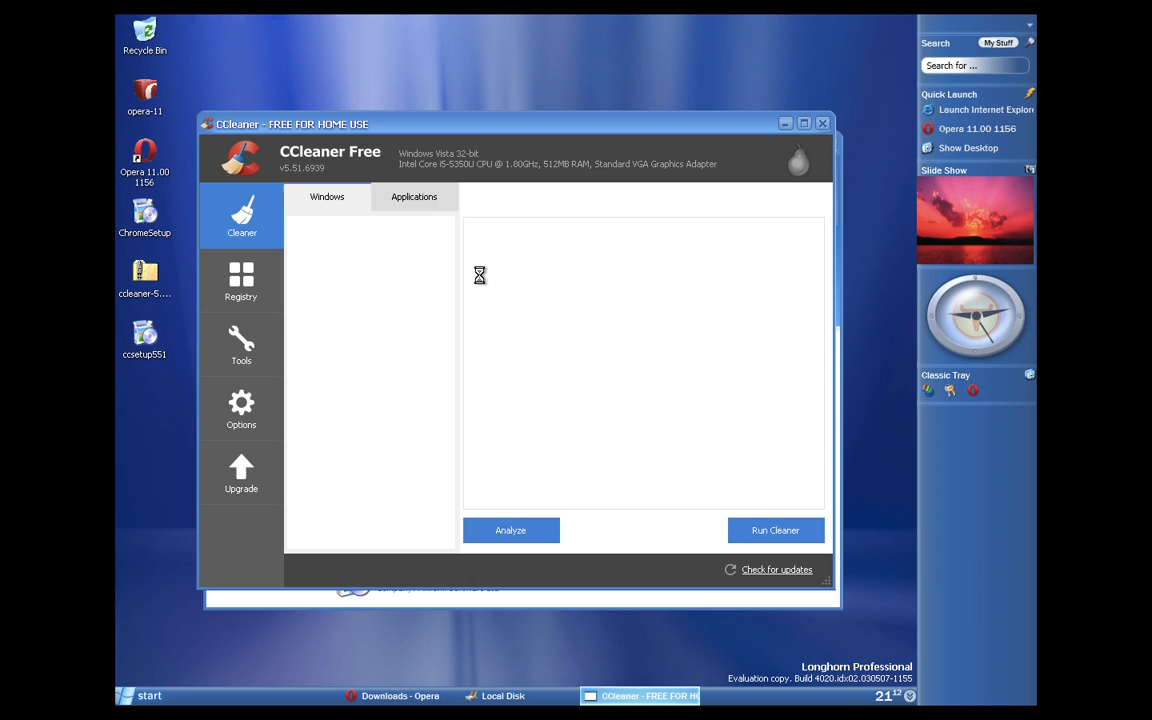 Recycle Bin
opera-11
Opera 11.00
1156
ChromeSetup
ccleaner-5....
ccsetup551
CCleaner - FREE FOR HOME USE
CCleaner Free
v5.51.6939
Windows Vista 32-bit
Intel Core i5-5350U CPU @ 1.80GHz, 512MB RAM, Standard VGA Graphics Adapter
Cleaner
Registry
Tools
Options
Upgrade
Windows
Applications
Analyze
Run Cleaner
Check for updates
Search
My Stuff
Search for ...
Quick Launch
Launch Internet Explore
Opera 11.00 1156
Show Desktop
Slide Show
Classic Tray
Longhorn Professional
Evaluation copy. Build 4020.idx02.030507-1155
start
Downloads - Opera
Local Disk
CCleaner - FREE FOR HO
21 12